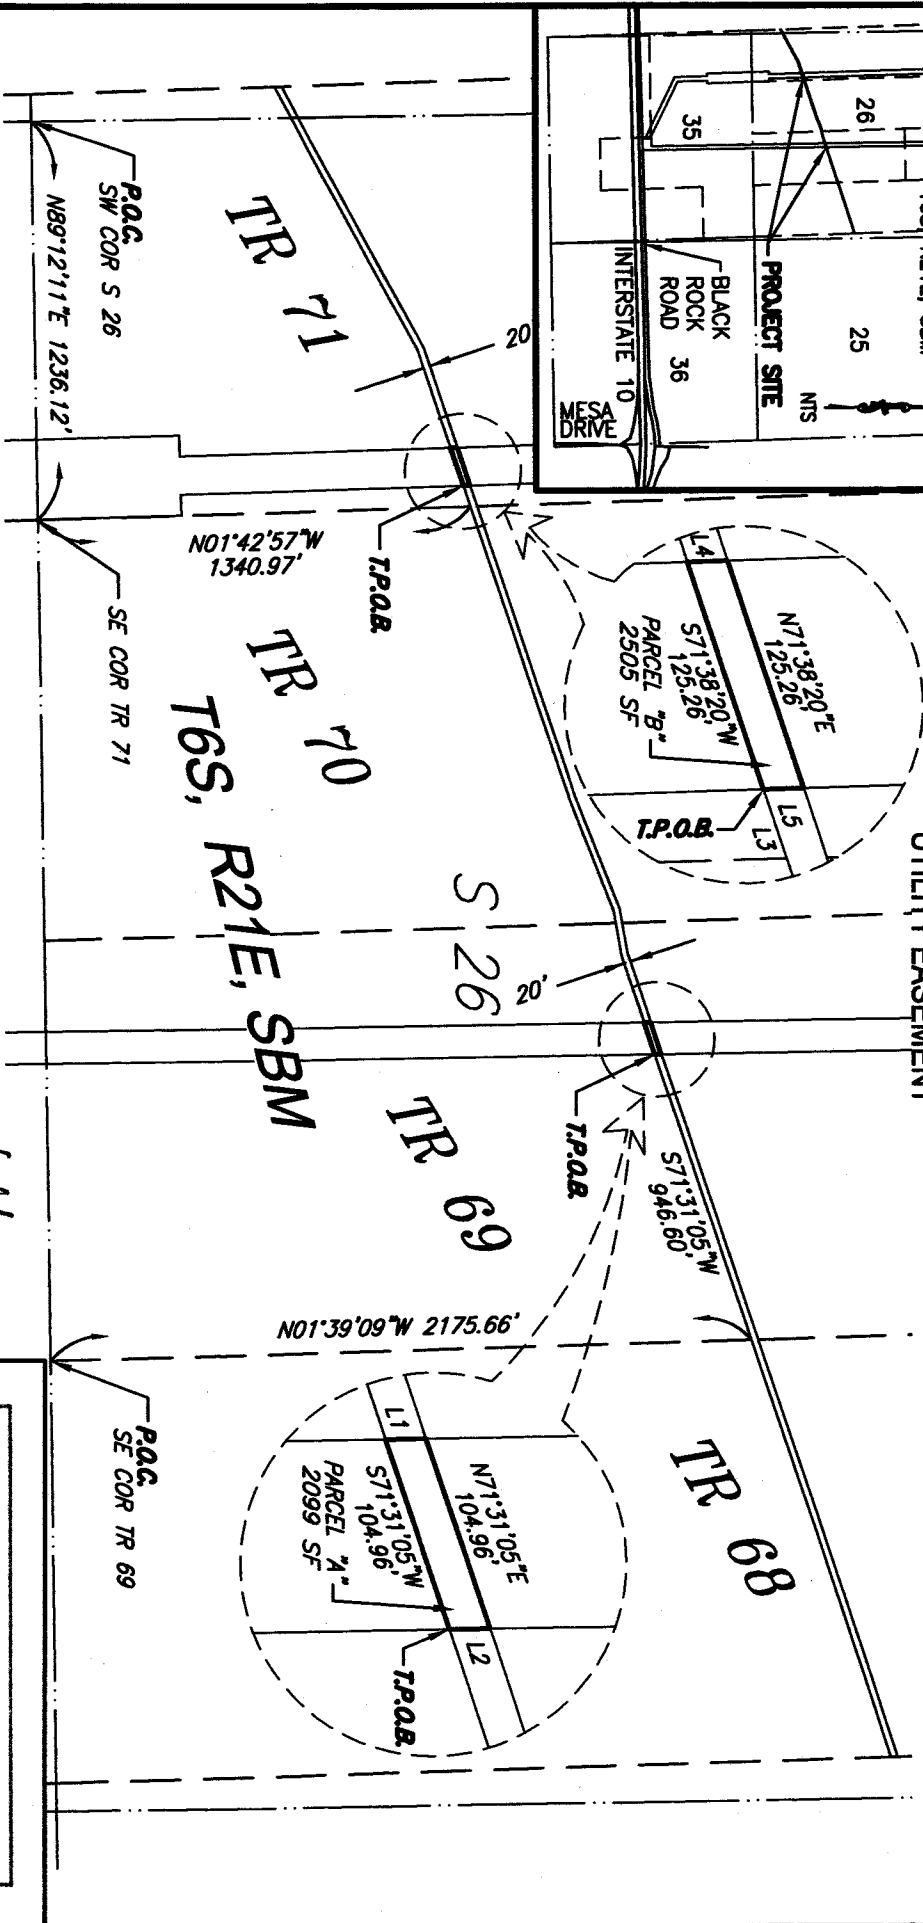 UTILITY EASEMENT
26
25
35
36
PROJECT SITE
NTS
BLACK
ROCK
ROAD
INTERSTATE 10
MESA
DRIVE
TR 71
20
P.O.C.
SW COR S 26
N89°12'11"E 1236.12'
N01°42'57"W
1340.97'
T.P.O.B.
SE COR TR 71
TR 70
T6S, R21E, SBM
S 26
L4
N71°38'20"E
125.26'
S71°38'20"W
125.26'
PARCEL "B"
2505 SF
T.P.O.B.
L5
L3
20'
TR 69
T.P.O.B.
S71°31'05"W
946.60'
N01°39'09"W 2175.66'
P.O.C.
SE COR TR 69
L1
N71°31'05"E
104.96'
S71°31'05"W
104.96'
PARCEL "A"
2099 SF
L2
T.P.O.B.
TR 68